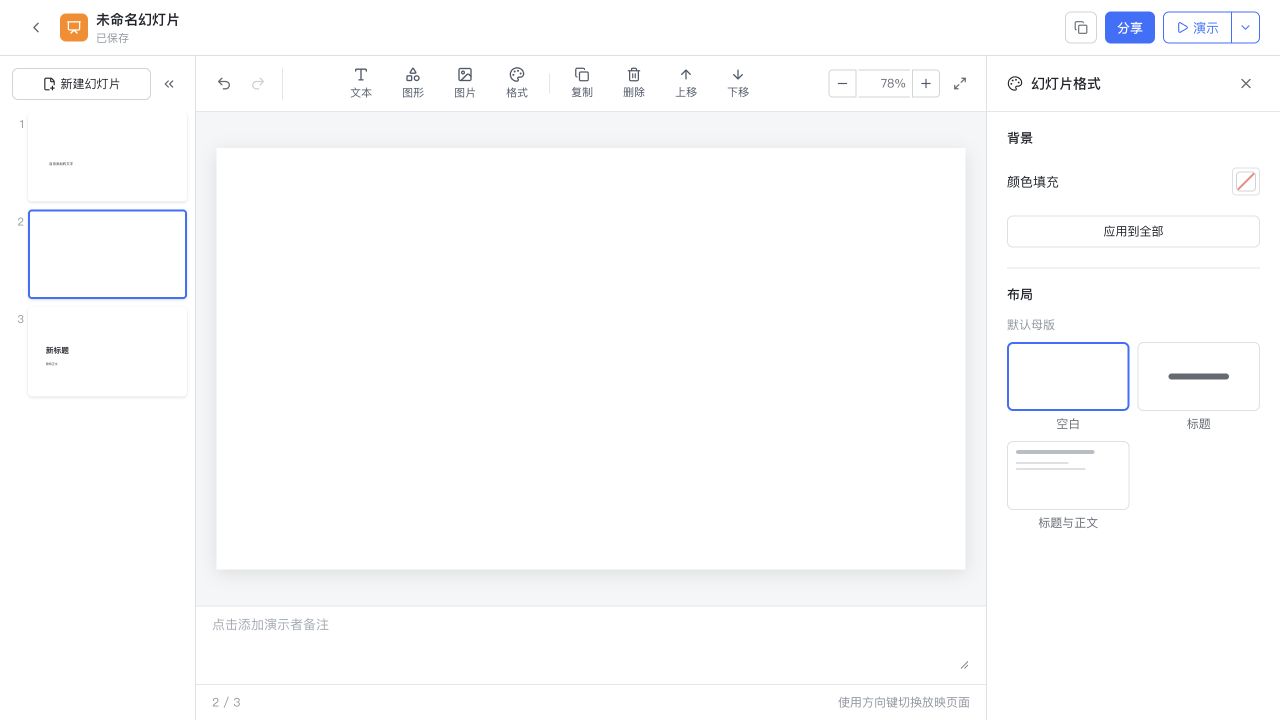 未命名幻灯片
已保存
分享
演示
新建幻灯片
文本
图形
图片
格式
复制
删除
上移
下移
78%
幻灯片格式
1
2
3
新标题
背景
颜色填充
应用到全部
布局
默认母版
空白
标题
标题与正文
点击添加演示者备注
2 / 3
使用方向键切换放映页面